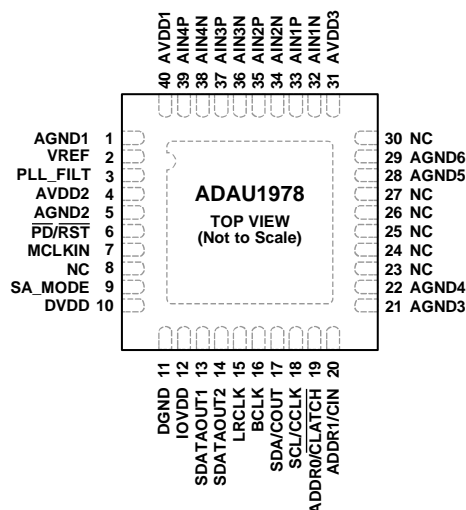 40 AVDD1
39 AIN4P
38 AIN4N
37 AIN3P
36 AIN3N
35 AIN2P
34 AIN2N
33 AIN1P
32 AIN1N
31 AVDD3
AGND1 1
VREF 2
PLL_FILT 3
AVDD2 4
AGND2 5
PD/RST 6
MCLKIN 7
NC 8
SA_MODE 9
DVDD 10
ADAU1978
TOP VIEW
(Not to Scale)
30 NC
29 AGND6
28 AGND5
27 NC
26 NC
25 NC
24 NC
23 NC
22 AGND4
21 AGND3
DGND 11
IOVDD 12
SDATAOUT1 13
SDATAOUT2 14
LRCLK 15
BCLK 16
SDA/COUT 17
SCL/CCLK 18
ADDR0/CLATCH 19
ADDR1/CIN 20